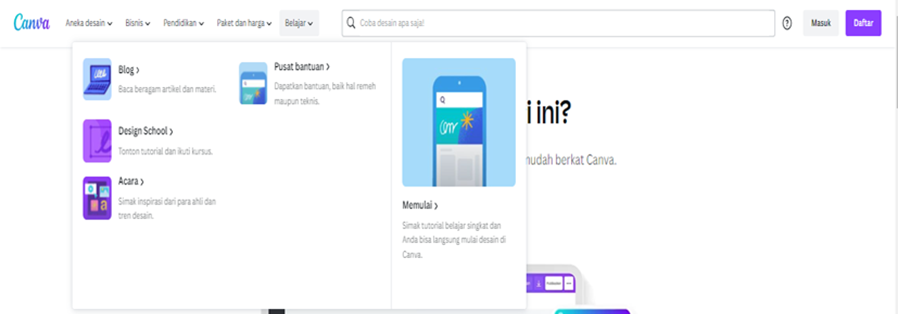 Canva Aneka desain Bisnis Pendidikan Paket dan harga Belajar Coba desain apa saja! Masuk Daftar
Blog ›
Baca beragam artikel dan materi.
Design School ›
Tonton tutorial dan ikuti kursus.
Acara ›
Simak inspirasi dari para ahli dan
tren desain.
Pusat bantuan ›
Dapatkan bantuan, baik hal remeh
maupun teknis.
Memulai ›
Simak tutorial belajar singkat dan
Anda bisa langsung mulai desain di
Canva.
i ini?
mudah berkat Canva.